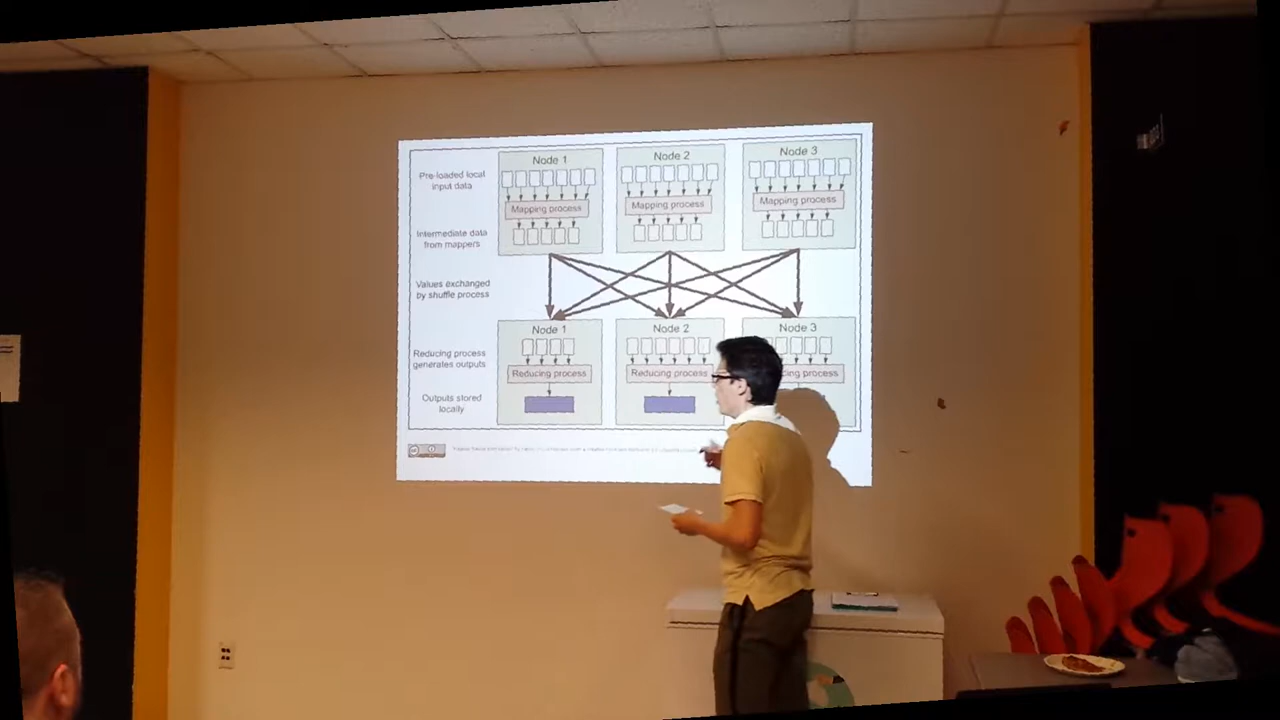 Node 1
Node 2
Node 3
Pre-loaded local
input data
Mapping process
Mapping process
Mapping process
Intermediate data
from mappers
Values exchanged
by shuffle process
Node 1
Node 2
Node 3
Reducing process
generates outputs
Reducing process
Reducing process
process
Outputs stored
locally